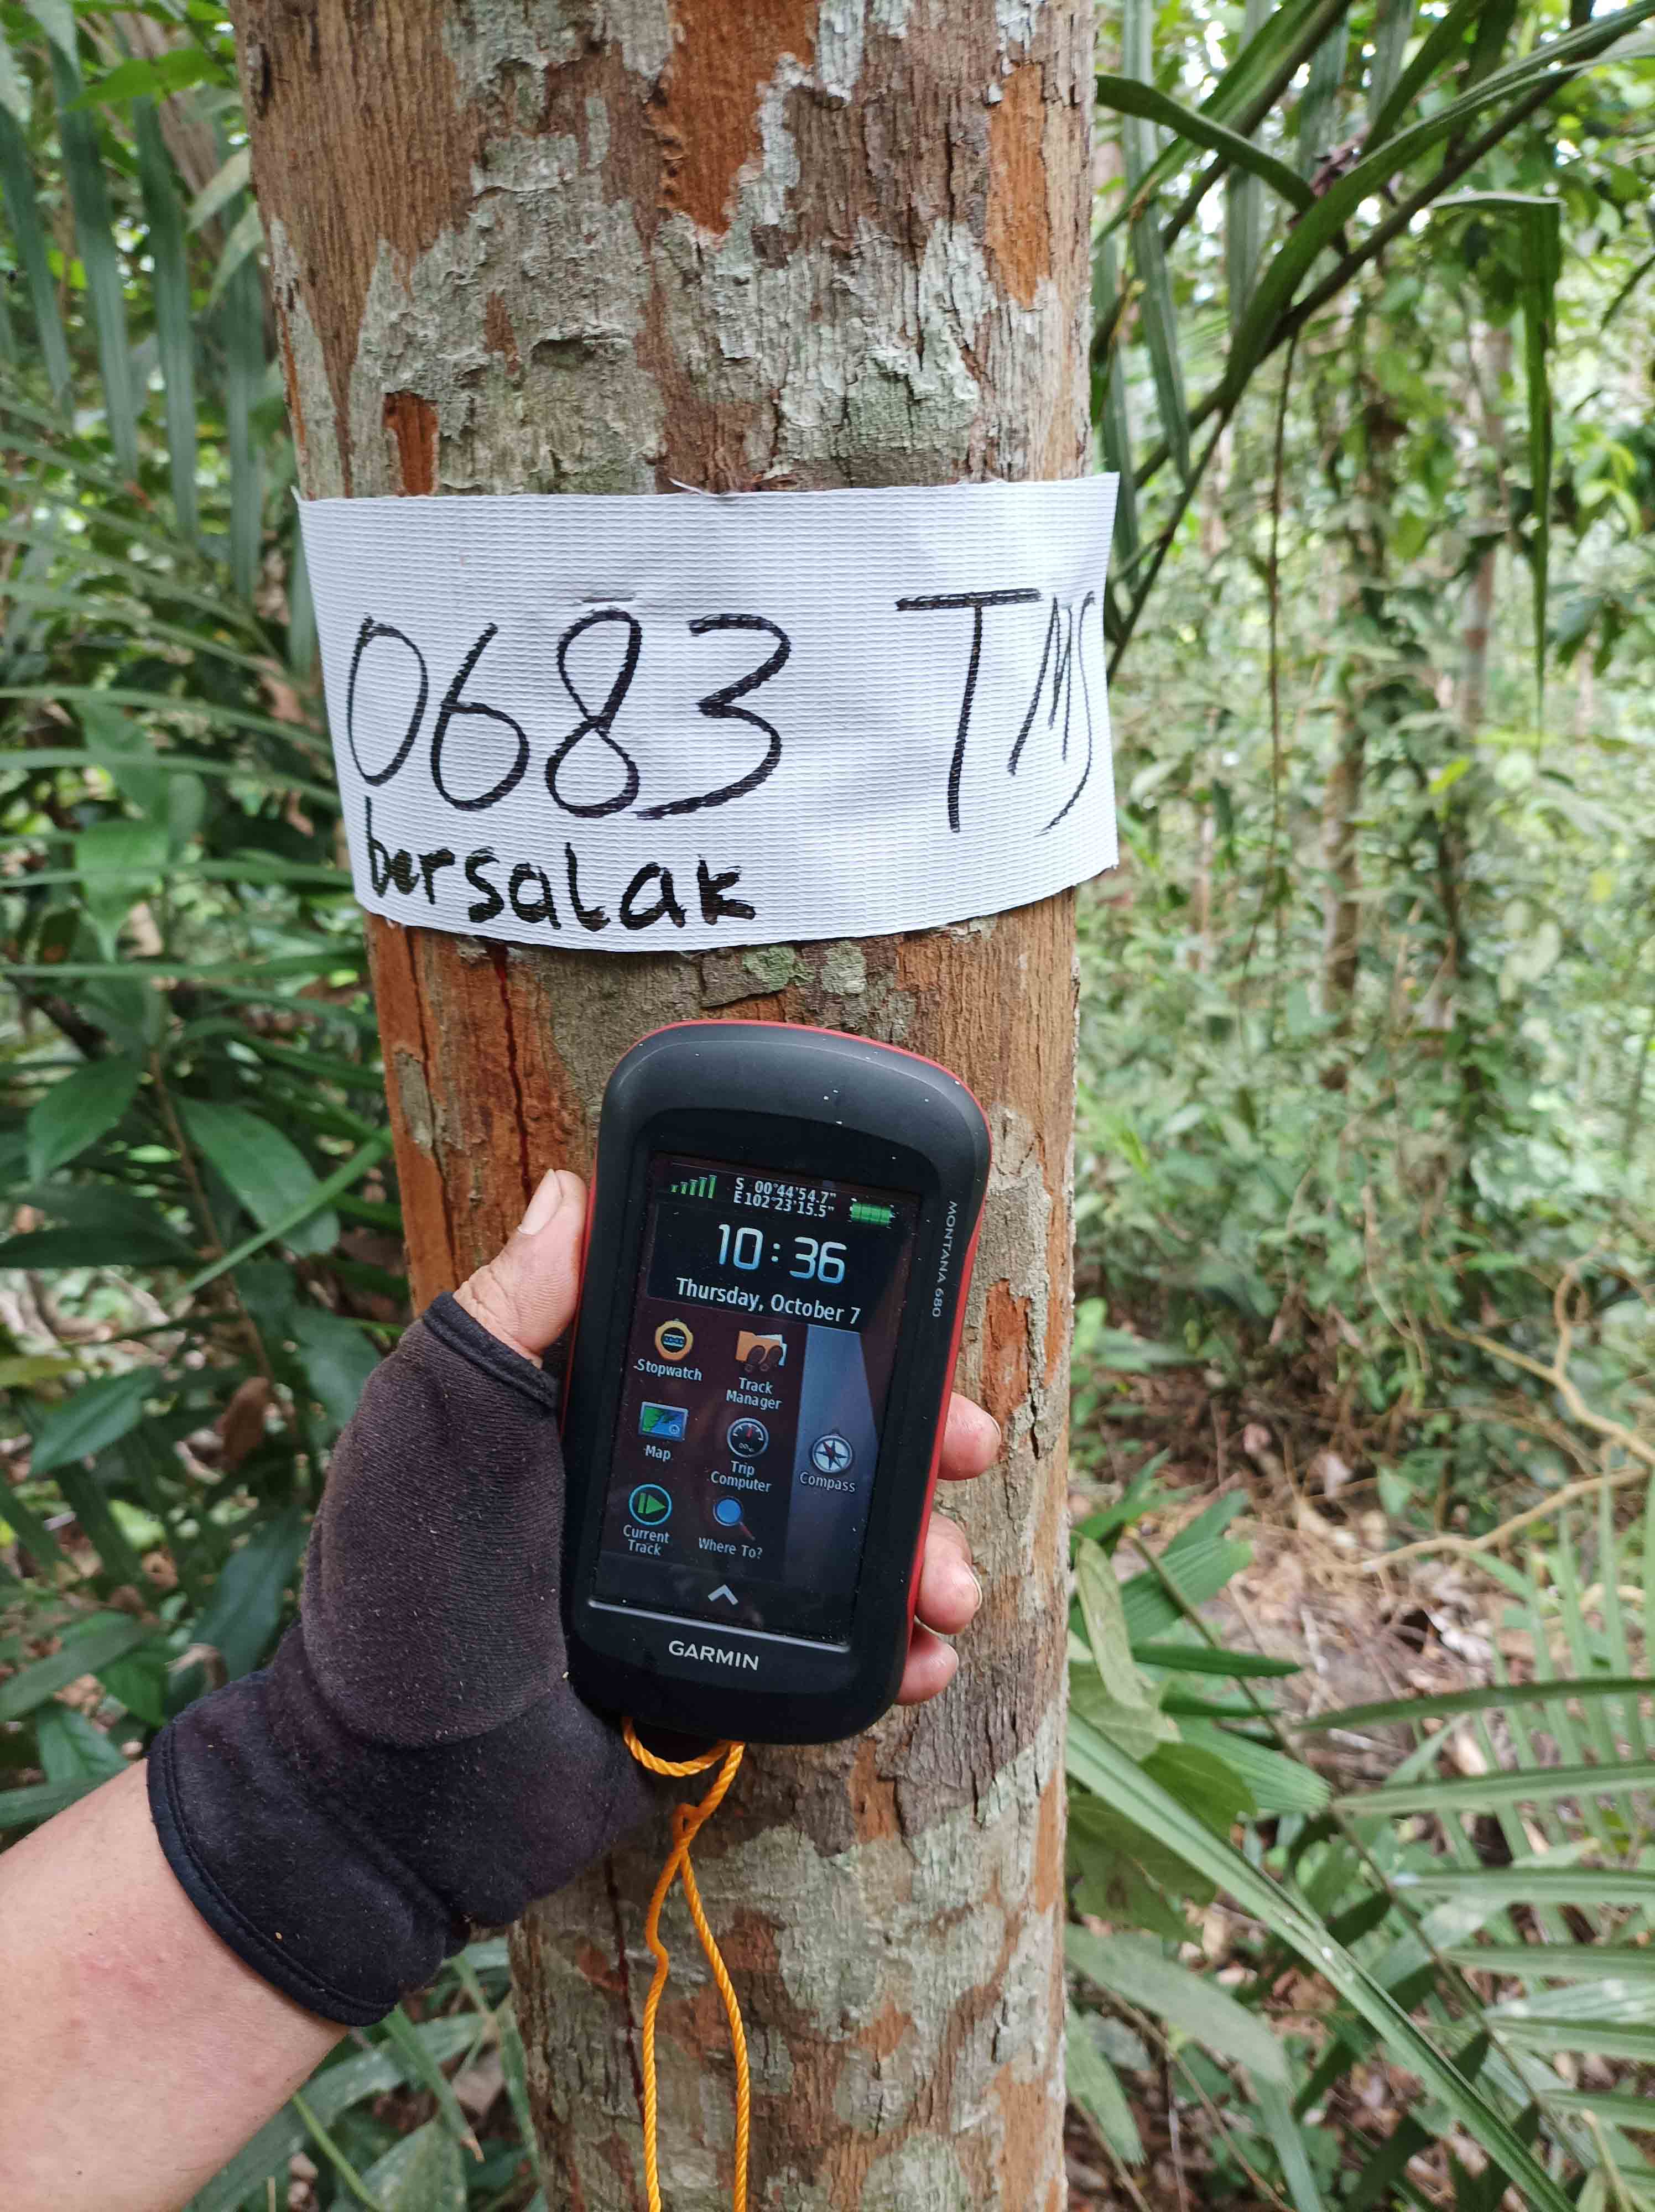 0683 TMS
bersalak
S 00°44'54.7"
E 102°23'15.5"
10:36
Thursday, October 7
Stopwatch
Track
Manager
Map
Trip
Computer
Compass
Current
Track
Where To?
GARMIN
MONTANA 680